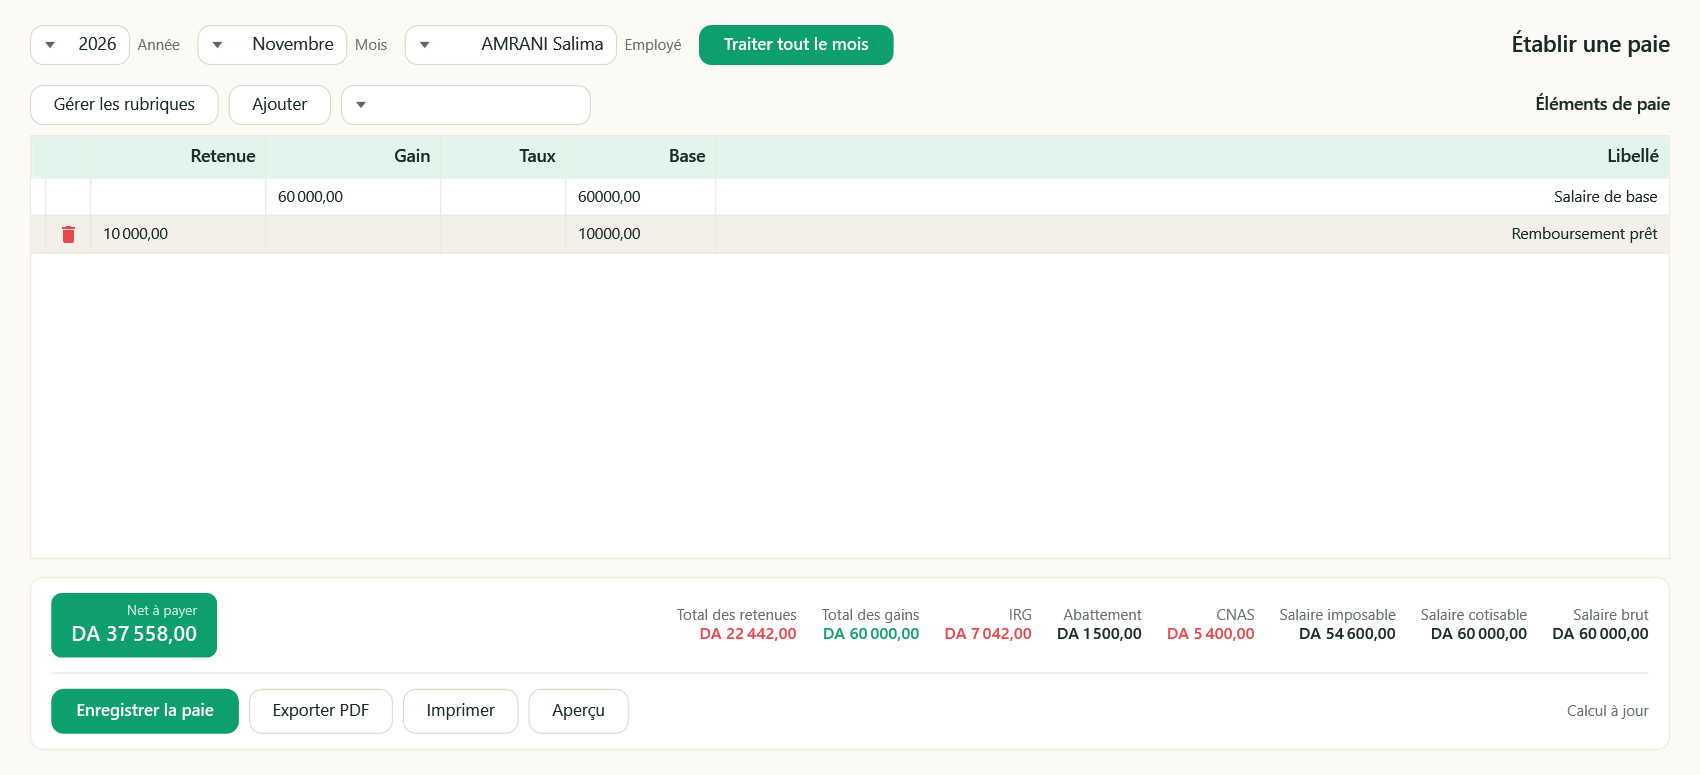 Établir une paie
Traiter tout le mois
Employé AMRANI Salima
Mois Novembre
Année 2026
Éléments de paie
Ajouter
Gérer les rubriques
Libellé Base Taux Gain Retenue
Salaire de base 60000,00 60 000,00
Remboursement prêt 10000,00 10 000,00
Salaire brut
DA 60 000,00
Salaire cotisable
DA 60 000,00
Salaire imposable
DA 54 600,00
CNAS
DA 5 400,00
Abattement
DA 1 500,00
IRG
DA 7 042,00
Total des gains
DA 60 000,00
Total des retenues
DA 22 442,00
Net à payer
DA 37 558,00
Calcul à jour
Aperçu
Imprimer
Exporter PDF
Enregistrer la paie